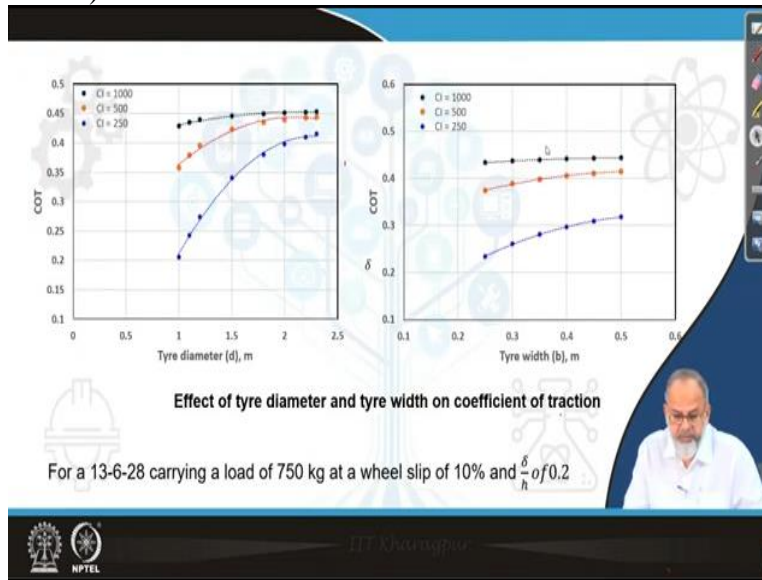 0.5
0.45
0.4
0.35
0.3
0.25
0.2
0.15
0.1
COT
CI = 1000
CI = 500
CI = 250
0
0.5
1
1.5
2
2.5
Tyre diameter (d), m
0.6
0.5
0.4
0.3
0.2
0.1
COT
δ
CI = 1000
CI = 500
CI = 250
0.1
0.2
0.3
0.4
0.5
0.6
Tyre width (b), m
Effect of tyre diameter and tyre width on coefficient of traction
For a 13-6-28 carrying a load of 750 kg at a wheel slip of 10% and δ/h of0.2
NPTEL
IIT Kharagpur